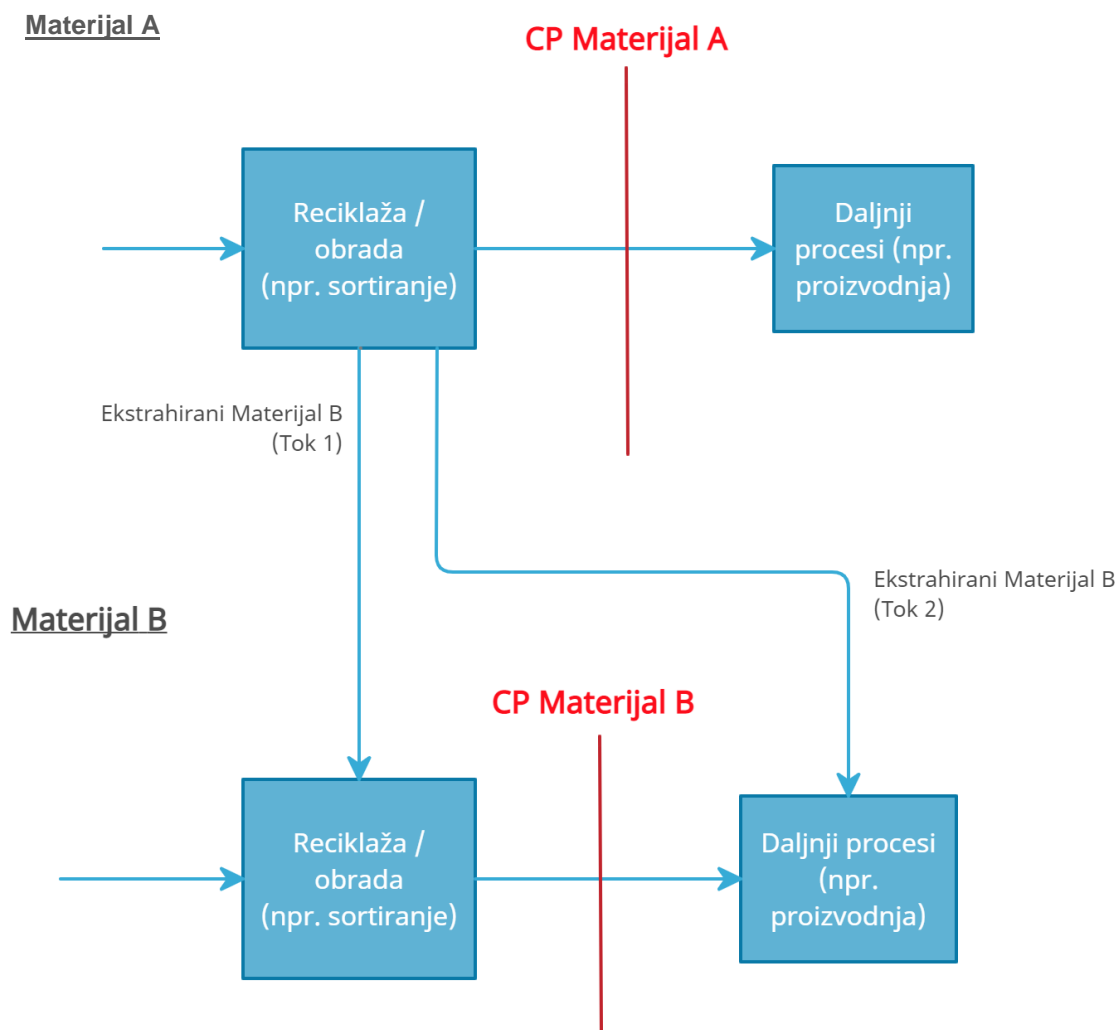 Materijal A
CP Materijal A
Reciklaža /
obrada
(npr. sortiranje)
Daljnji
procesi (npr.
proizvodnja)
Ekstrahirani Materijal B
(Tok 1)
Ekstrahirani Materijal B
(Tok 2)
Materijal B
CP Materijal B
Reciklaža /
obrada
(npr. sortiranje)
Daljnji procesi
(npr.
proizvodnja)